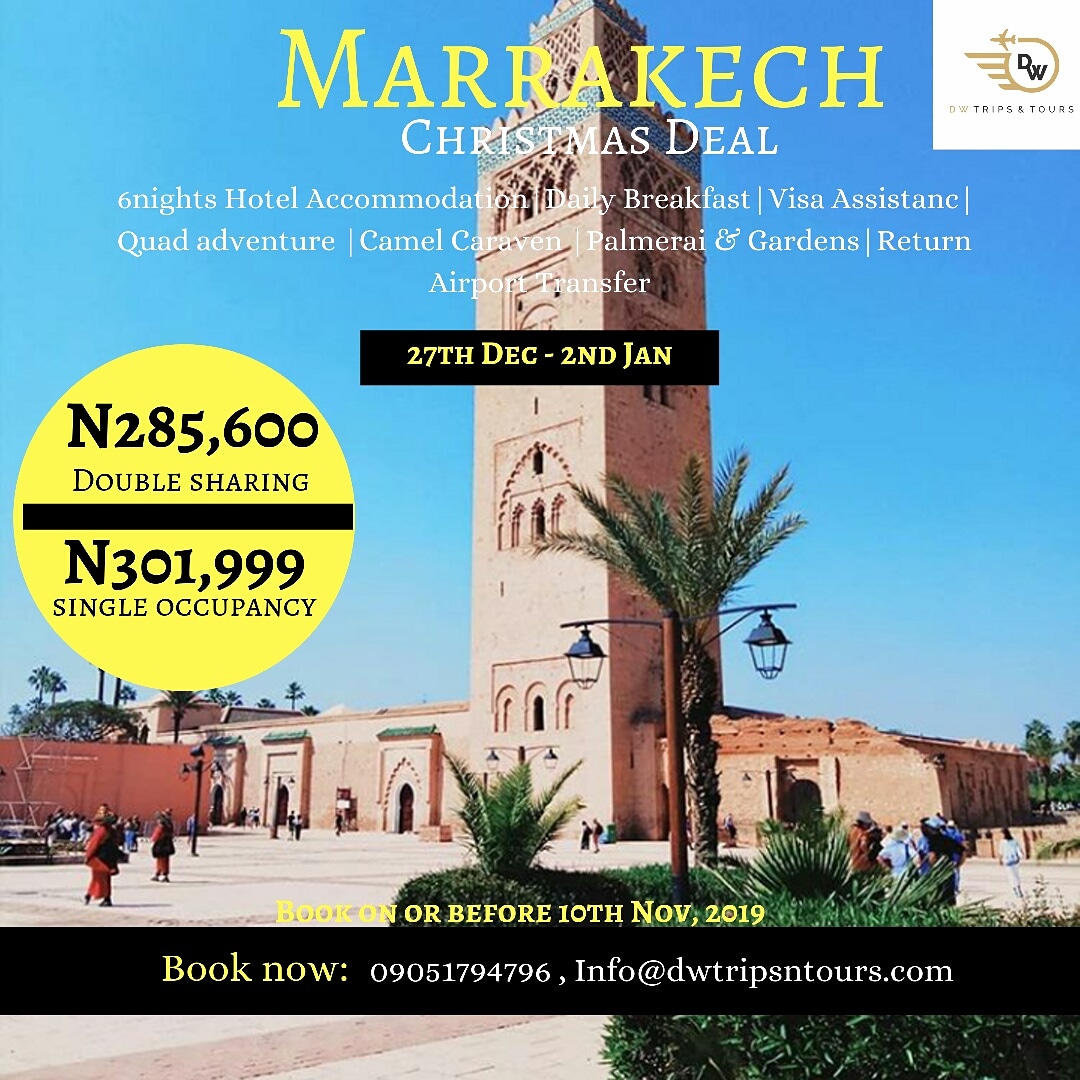 MARRAKECH
CHRISTMAS DEAL
DW
DW TRIPS & TOURS
6nights Hotel Accommodation|Daily Breakfast|Visa Assistanc|
Quad adventure |Camel Caraven |Palmerai & Gardens|Return
Airport Transfer
27TH DEC - 2ND JAN
N285,600
DOUBLE SHARING
N301,999
SINGLE OCCUPANCY
BOOK ON OR BEFORE 10TH NOV, 2019
Book now: 09051794796 , Info@dwtripsntours.com